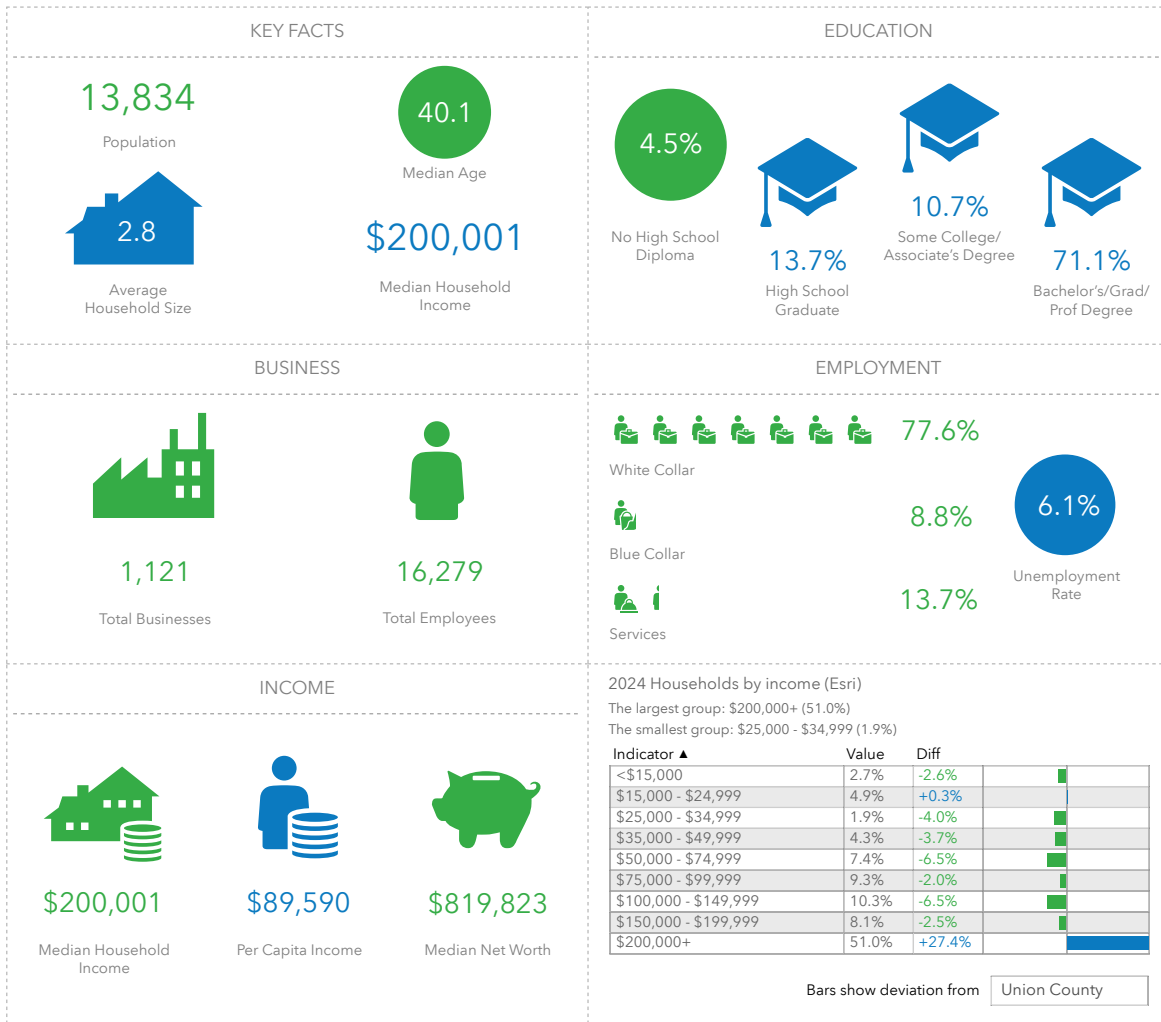 KEY FACTS
13,834
Population
40.1
Median Age
2.8
Average
Household Size
$200,001
Median Household
Income
EDUCATION
4.5%
No High School
Diploma
13.7%
High School
Graduate
10.7%
Some College/
Associate's Degree
71.1%
Bachelor's/Grad/
Prof Degree
BUSINESS
1,121
Total Businesses
16,279
Total Employees
EMPLOYMENT
77.6%
White Collar
8.8%
Blue Collar
13.7%
Services
6.1%
Unemployment
Rate
INCOME
$200,001
Median Household
Income
$89,590
Per Capita Income
$819,823
Median Net Worth
2024 Households by income (Esri)
The largest group: $200,000+ (51.0%)
The smallest group: $25,000 - $34,999 (1.9%)
Indicator ▲ Value Diff
<$15,000 2.7% -2.6%
$15,000 - $24,999 4.9% +0.3%
$25,000 - $34,999 1.9% -4.0%
$35,000 - $49,999 4.3% -3.7%
$50,000 - $74,999 7.4% -6.5%
$75,000 - $99,999 9.3% -2.0%
$100,000 - $149,999 10.3% -6.5%
$150,000 - $199,999 8.1% -2.5%
$200,000+ 51.0% +27.4%
Bars show deviation from Union County